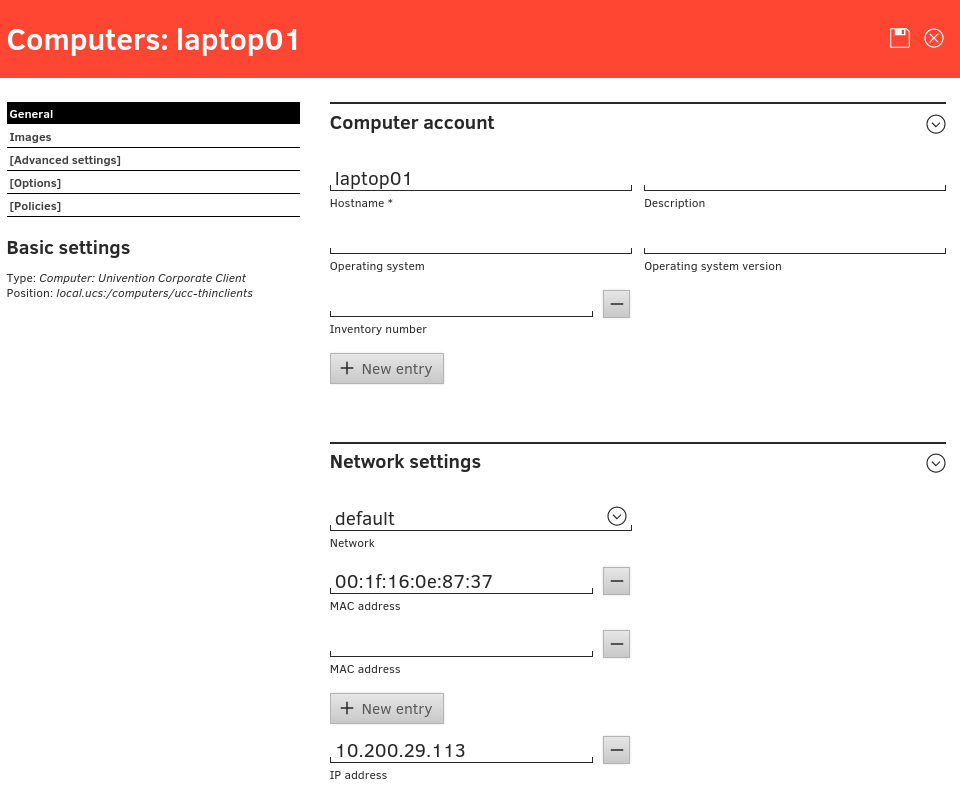 Computers: laptop01
General
Images
[Advanced settings]
[Options]
[Policies]
Basic settings
Type: Computer: Univention Corporate Client
Position: local.ucs:/computers/ucc-thinclients
Computer account
laptop01
Hostname *
Description
Operating system
Operating system version
Inventory number
+ New entry
Network settings
default
Network
00:1f:16:0e:87:37
MAC address
MAC address
+ New entry
10.200.29.113
IP address